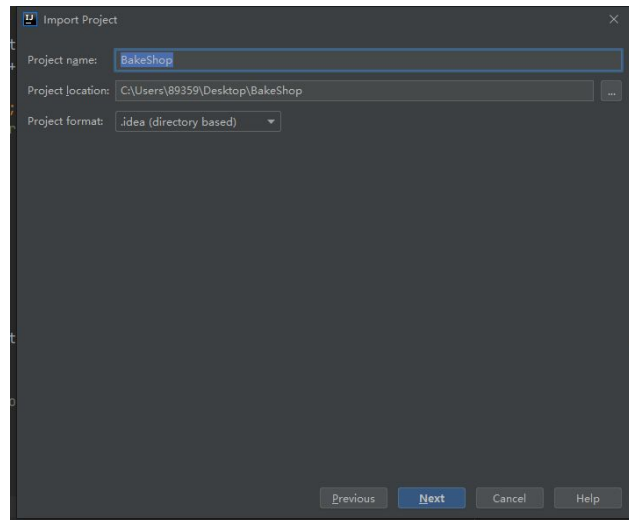 Import Project
Project name: BakeShop
Project location: C:\Users\89359\Desktop\BakeShop ...
Project format: .idea (directory based)
Previous Next Cancel Help